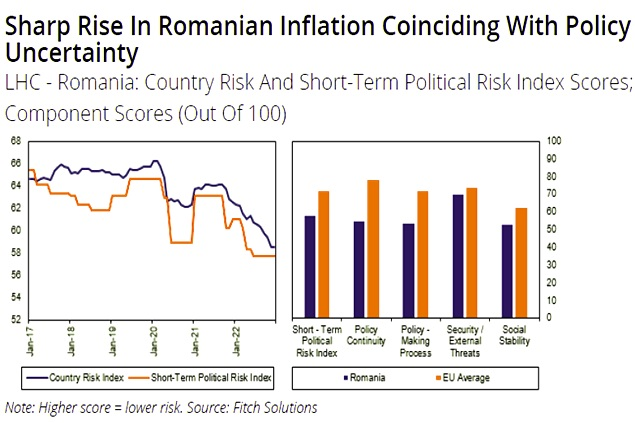 Sharp Rise In Romanian Inflation Coinciding With Policy
Uncertainty
LHC - Romania: Country Risk And Short-Term Political Risk Index Scores;
Component Scores (Out Of 100)
68
66
64
62
60
58
56
54
52
Jan-17
Jan-18
Jan-19
Jan-20
Jan-21
Jan-22
Country Risk Index
Short-Term Political Risk Index
100
90
80
70
60
50
40
30
20
10
0
Short - Term
Political
Risk Index
Policy
Continuity
Policy -
Making
Process
Security /
External
Threats
Social
Stability
Romania
EU Average
Note: Higher score = lower risk. Source: Fitch Solutions